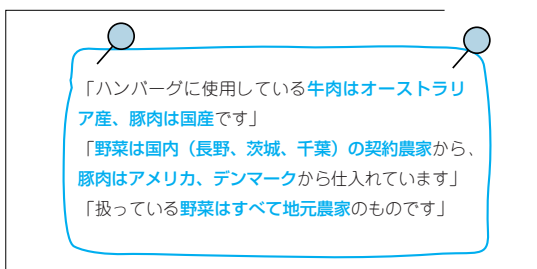 「ハンバーグに使用している牛肉はオーストラリ
ア産、豚肉は国産です」
「野菜は国内（長野、茨城、千葉）の契約農家から、
豚肉はアメリカ、デンマークから仕入れています」
「扱っている野菜はすべて地元農家のものです」